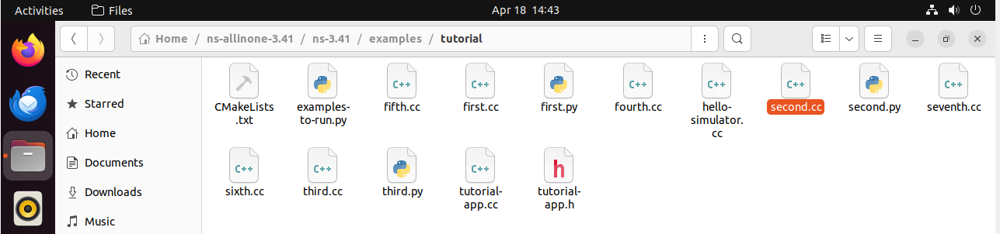 Activities Files Apr 18 14:43
Home / ns-allinone-3.41 / ns-3.41 / examples / tutorial
Recent
Starred
Home
Documents
Downloads
Music
C++ C++ C++ C++ C++ C++
CMakeLists
.txt
examples-
to-run.py
fifth.cc
first.cc
first.py
fourth.cc
hello-
simulator.
cc
second.cc
second.py
seventh.cc
C++ C++ C++ h
sixth.cc
third.cc
third.py
tutorial-
app.cc
tutorial-
app.h